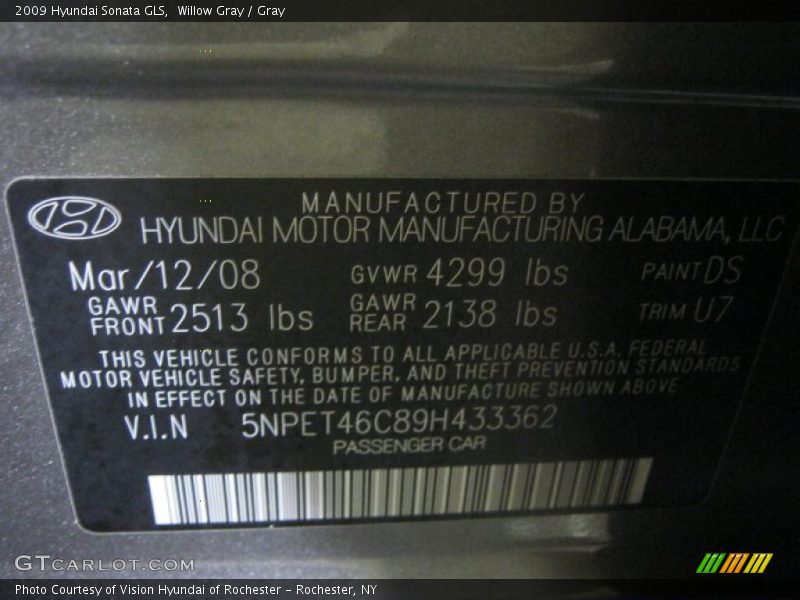 2009 Hyundai Sonata GLS, Willow Gray / Gray
MANUFACTURED BY
HYUNDAI MOTOR MANUFACTURING ALABAMA, LLC
Mar/12/08 GVWR 4299 lbs PAINT DS
GAWR FRONT 2513 lbs GAWR REAR 2138 lbs TRIM U7
THIS VEHICLE CONFORMS TO ALL APPLICABLE U.S.A. FEDERAL
MOTOR VEHICLE SAFETY, BUMPER, AND THEFT PREVENTION STANDARDS
IN EFFECT ON THE DATE OF MANUFACTURE SHOWN ABOVE
V.I.N 5NPET46C89H433362
PASSENGER CAR
GTCARLOT.COM
Photo Courtesy of Vision Hyundai of Rochester – Rochester, NY